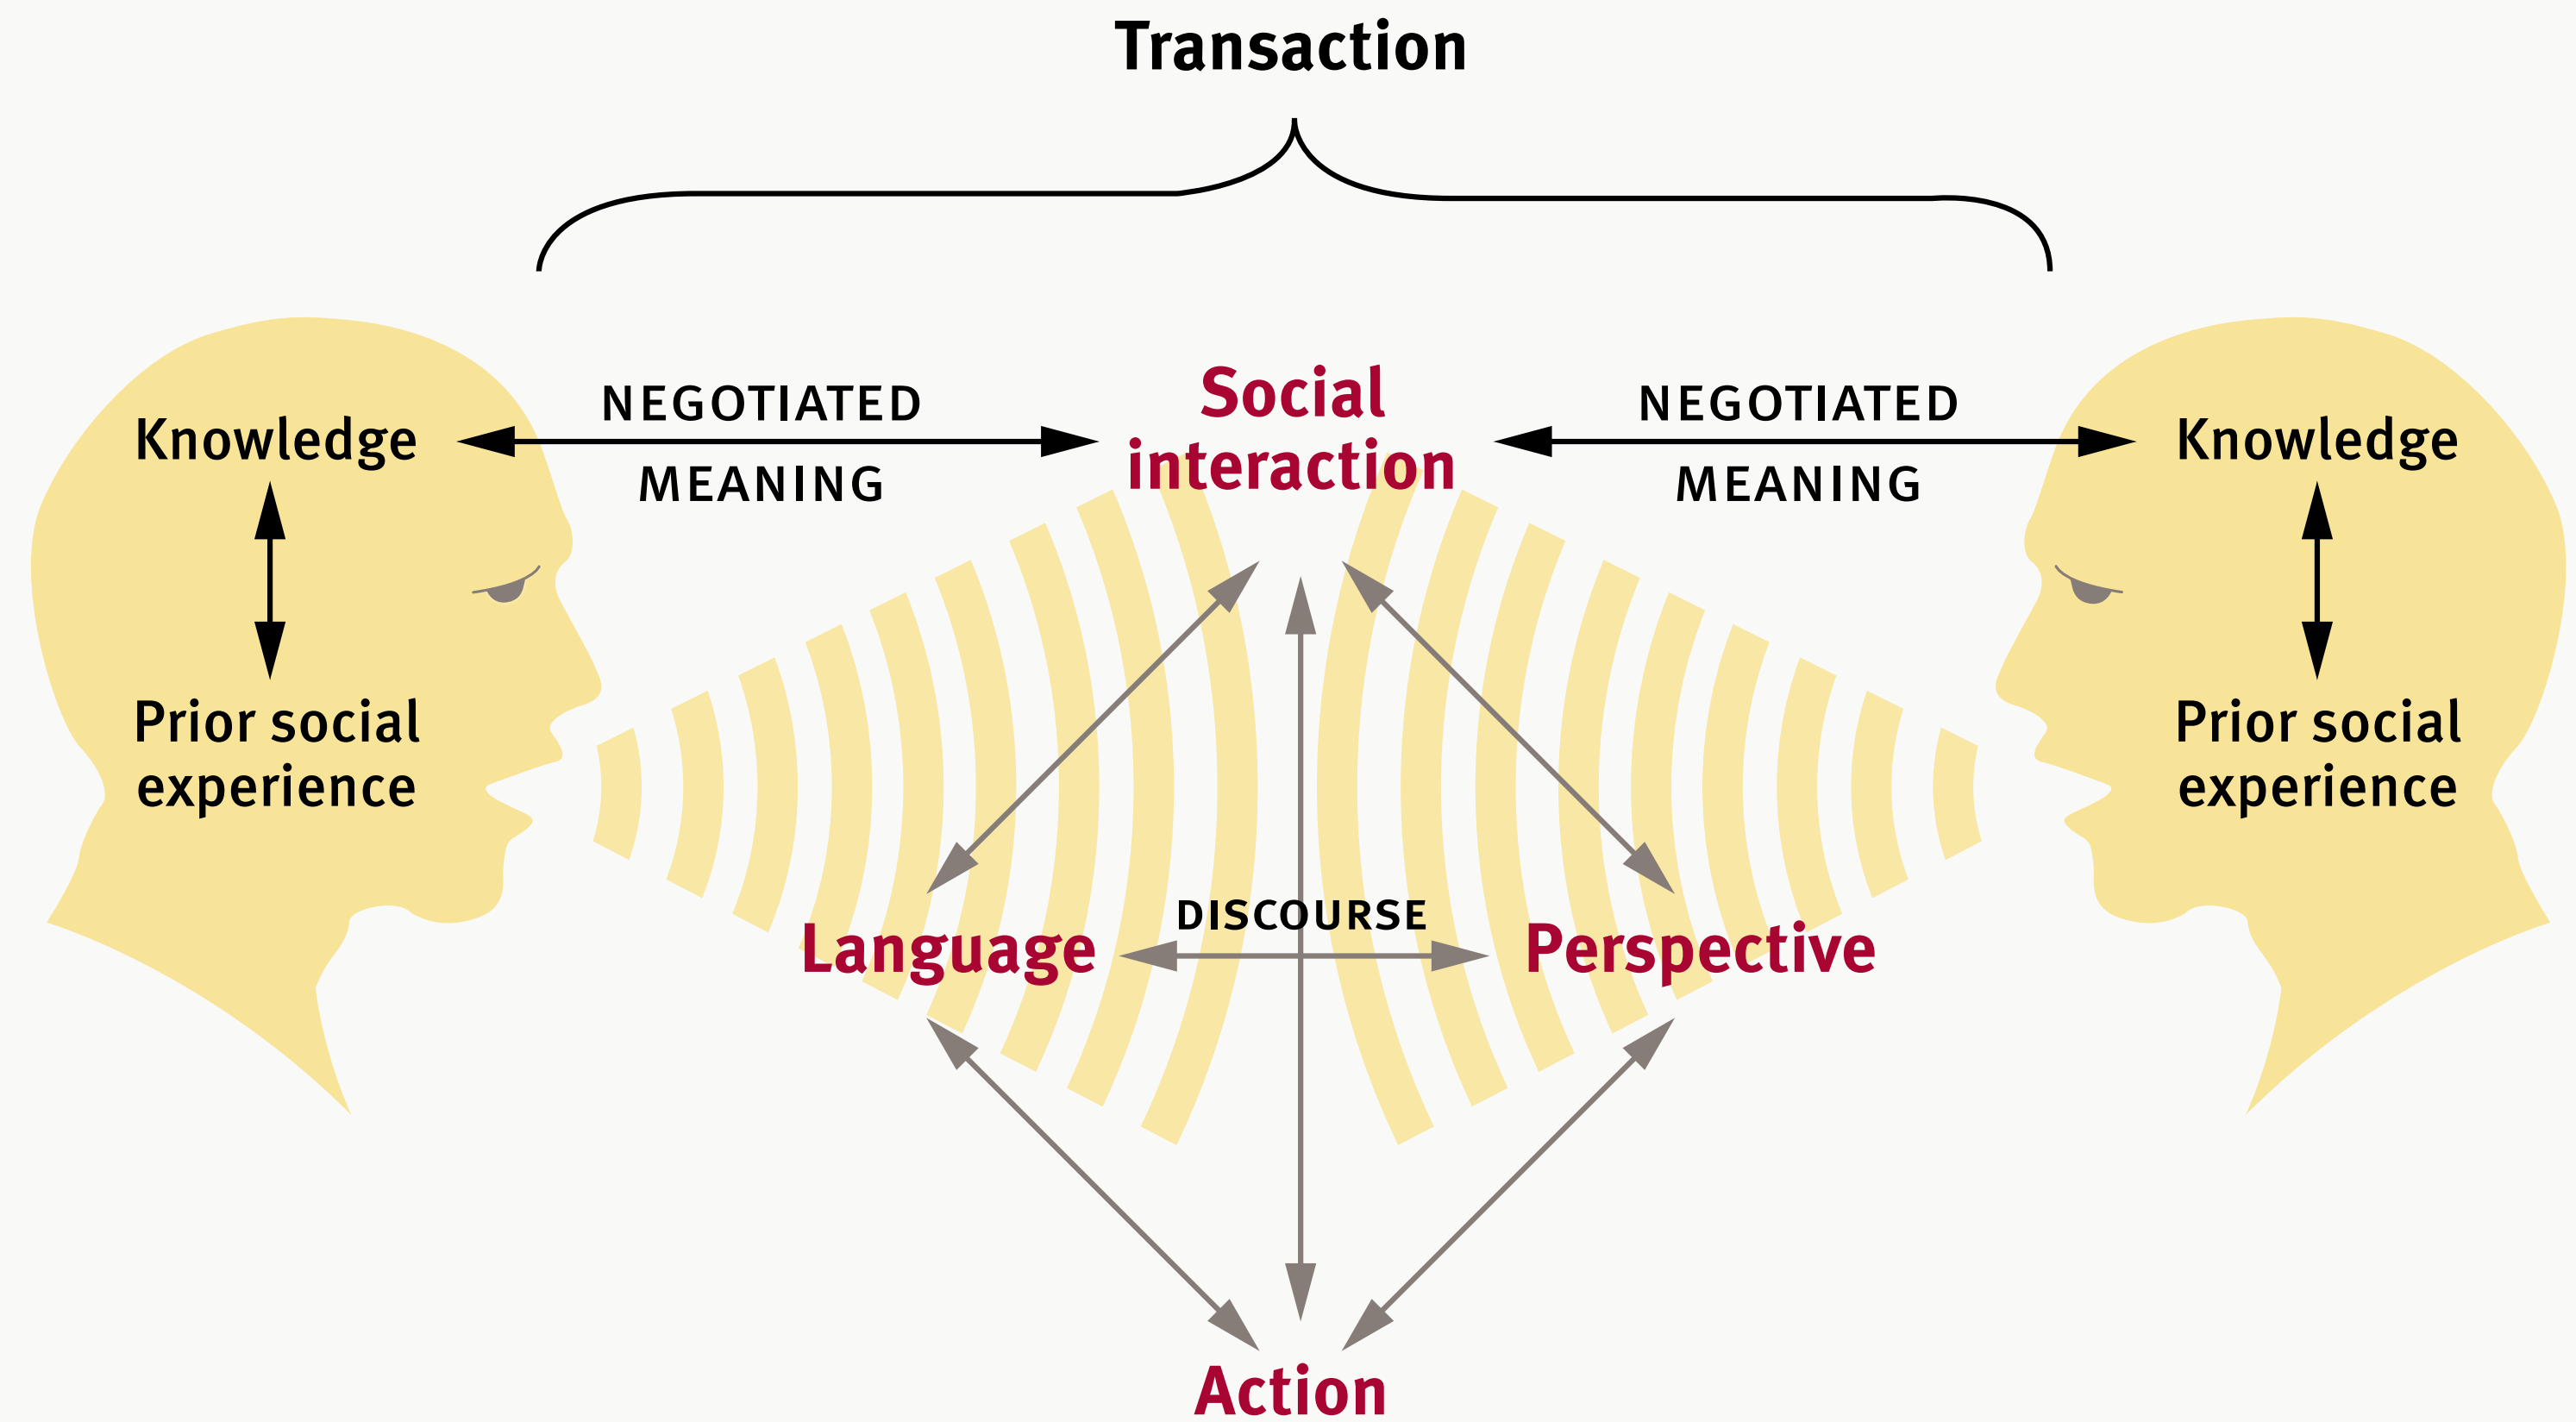 Transaction
Knowledge
Prior social
experience
NEGOTIATED
MEANING
Social
interaction
NEGOTIATED
MEANING
Knowledge
Prior social
experience
Language
DISCOURSE
Perspective
Action